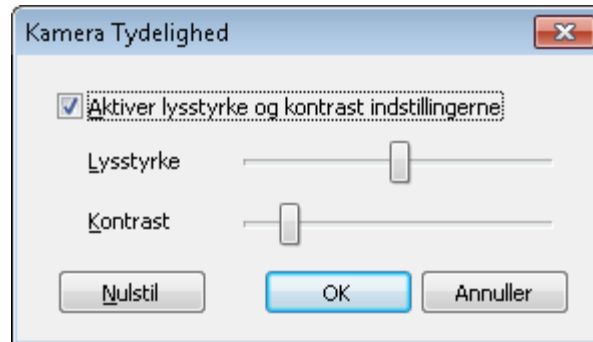 Kamera Tydelighed
Aktiver lysstyrke og kontrast indstillingerne
Lysstyrke
Kontrast
Nulstil OK Annuller